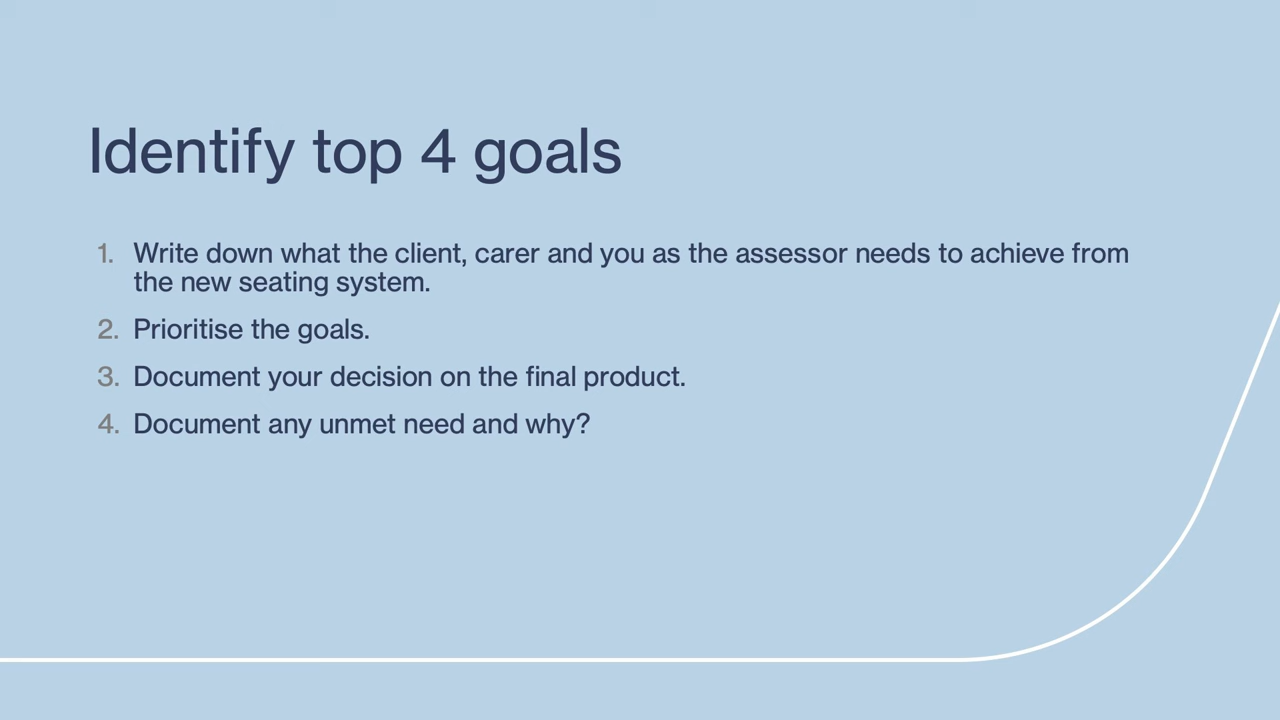 Identify top 4 goals
1. Write down what the client, carer and you as the assessor needs to achieve from
the new seating system.
2. Prioritise the goals.
3. Document your decision on the final product.
4. Document any unmet need and why?